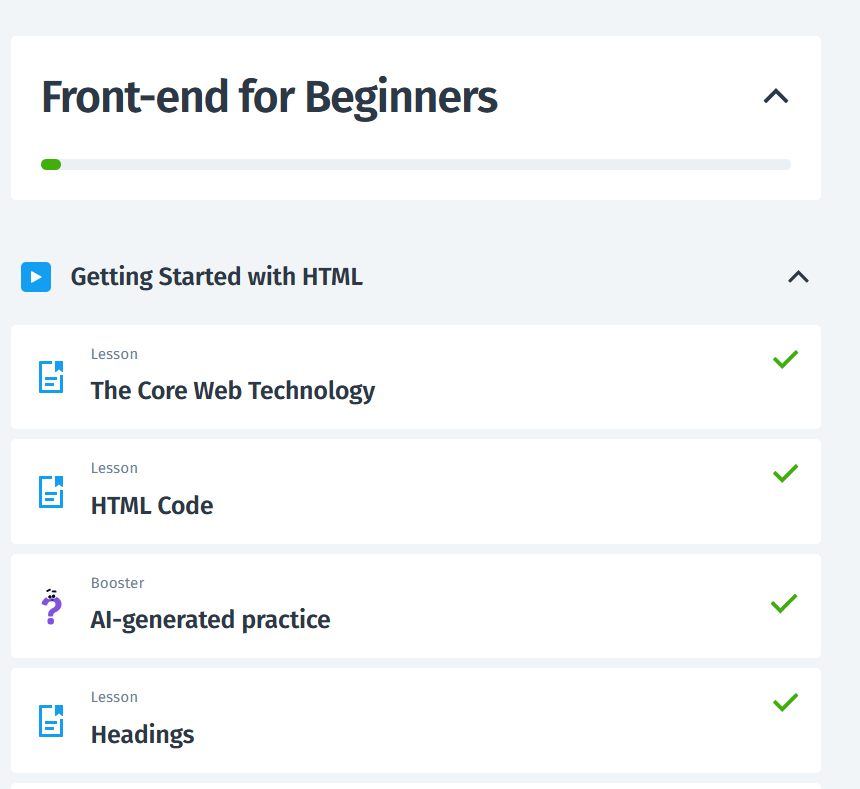 Front-end for Beginners
Getting Started with HTML
Lesson
The Core Web Technology
Lesson
HTML Code
Booster
AI-generated practice
Lesson
Headings